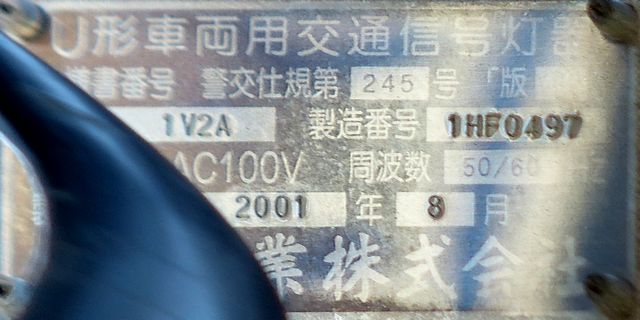 U形車両用交通信号灯器
書番号 警交仕規第 245 号 「版
1V2A 製造番号 1HF0497
AC100V 周波数 50/60
2001 年 8 月
業株式会社